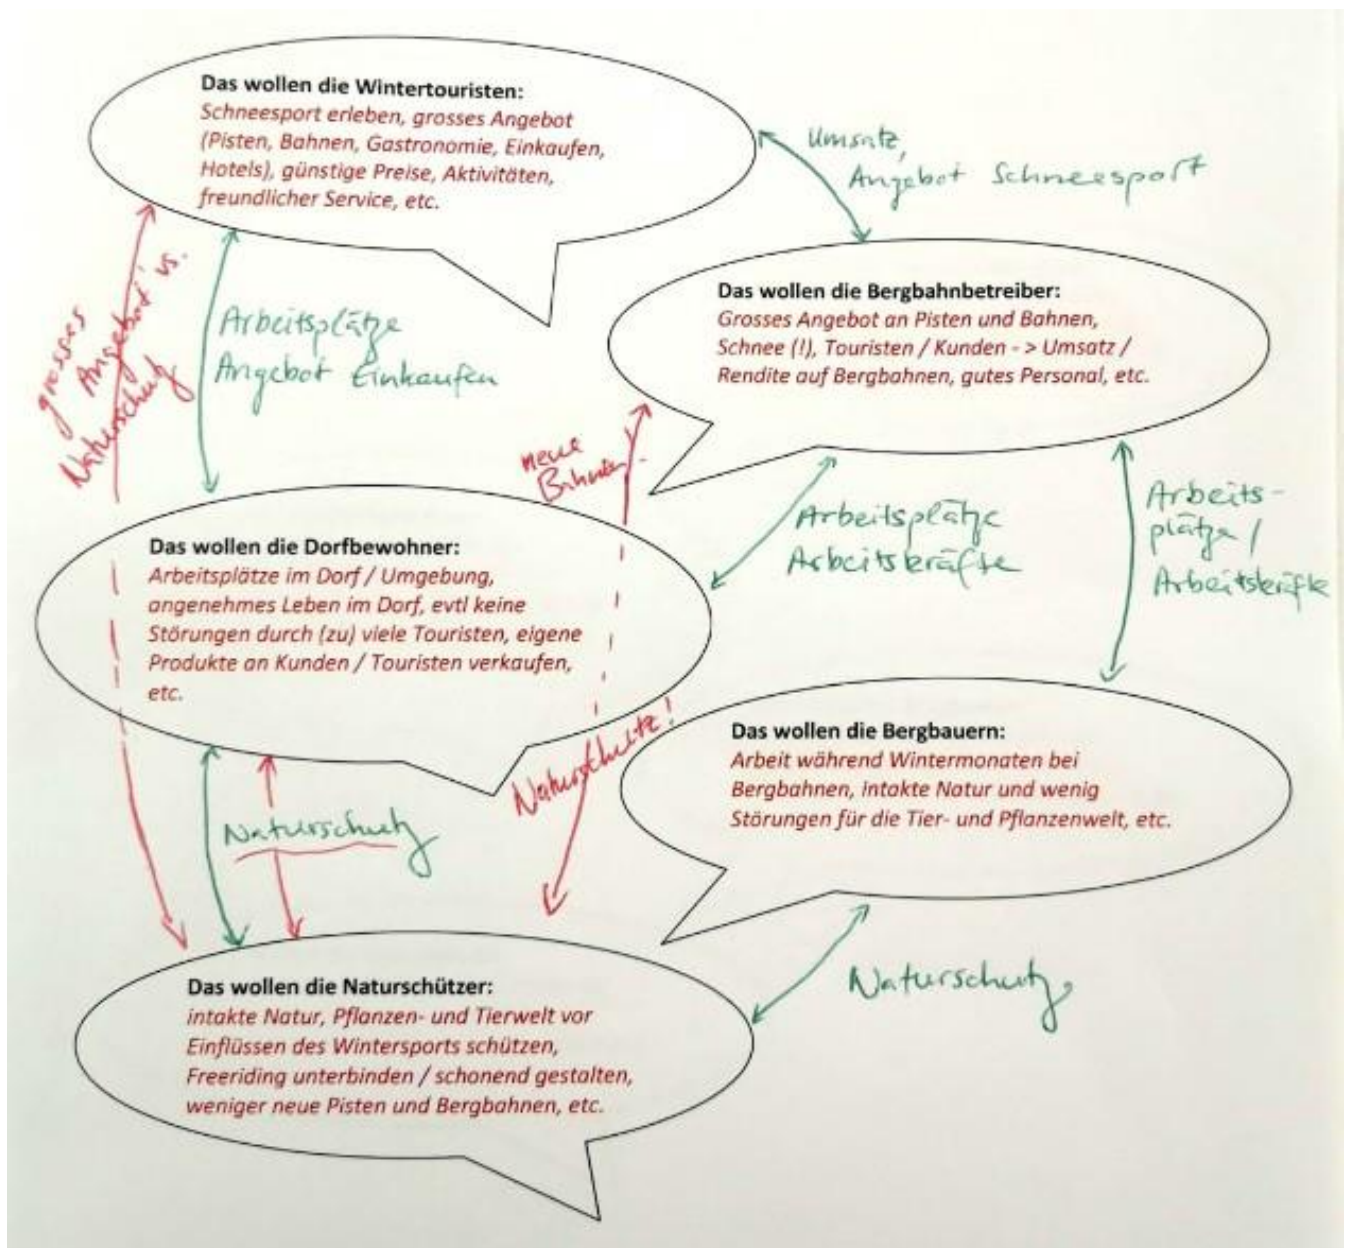 Das wollen die Wintertouristen:
Schneesport erleben, grosses Angebot
(Pisten, Bahnen, Gastronomie, Einkaufen,
Hotels), günstige Preise, Aktivitäten,
freundlicher Service, etc.
Umsatz,
Angebot Schneesport
grosses
Angebot vs.
Naturschutz
Arbeitsplätze
Angebot Einkaufen
Das wollen die Bergbahnbetreiber:
Grosses Angebot an Pisten und Bahnen,
Schnee (!), Touristen / Kunden - > Umsatz /
Rendite auf Bergbahnen, gutes Personal, etc.
neue
Arbeitsplätze
Arbeitskräfte
Arbeits-
plätze /
Arbeitskräfte
Das wollen die Dorfbewohner:
Arbeitsplätze im Dorf / Umgebung,
angenehmes Leben im Dorf, evtl keine
Störungen durch (zu) viele Touristen, eigene
Produkte an Kunden / Touristen verkaufen,
etc.
Naturschutz!
Naturschutz
Das wollen die Bergbauern:
Arbeit während Wintermonaten bei
Bergbahnen, intakte Natur und wenig
Störungen für die Tier- und Pflanzenwelt, etc.
Naturschutz
Das wollen die Naturschützer:
intakte Natur, Pflanzen- und Tierwelt vor
Einflüssen des Wintersports schützen,
Freeriding unterbinden / schonend gestalten,
weniger neue Pisten und Bergbahnen, etc.